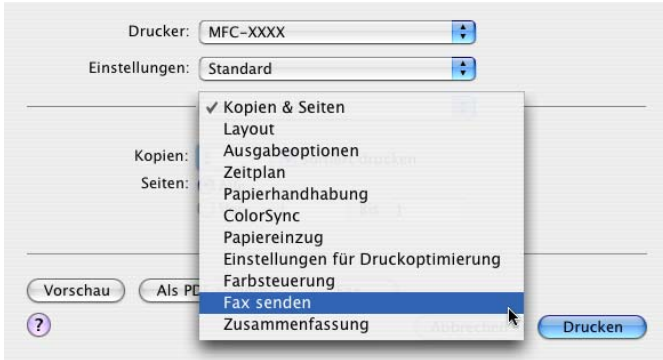 Drucker: MFC-XXXX
Einstellungen: Standard
✓ Kopien & Seiten
Layout
Ausgabeoptionen
Kopien:
Zeitplan
Seiten:
Papierhandhabung
ColorSync
Papiereinzug
Einstellungen für Druckoptimierung
Farbsteuerung
Vorschau Als PD
Fax senden
Zusammenfassung
? Abbrechen Drucken